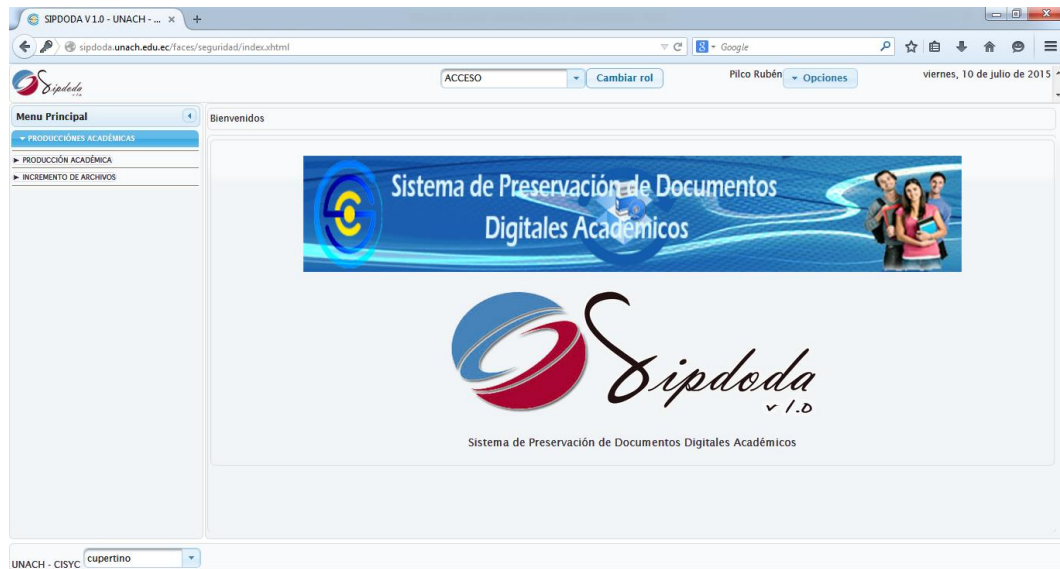 SIPDODA V 1.0 - UNACH - ...
sipdoda.unach.edu.ec/faces/seguridad/index.xhtml
Google
Sipdoda
ACCESO
Cambiar rol
Pilco Rubén
Opciones
viernes, 10 de julio de 2015
Menu Principal
PRODUCCIÓNES ACADÉMICAS
PRODUCCIÓN ACADÉMICA
INCREMENTO DE ARCHIVOS
Bienvenidos
Sistema de Preservación de Documentos
Digitales Académicos
Sipdoda
v 1.0
Sistema de Preservación de Documentos Digitales Académicos
UNACH - CISYC
cupertino